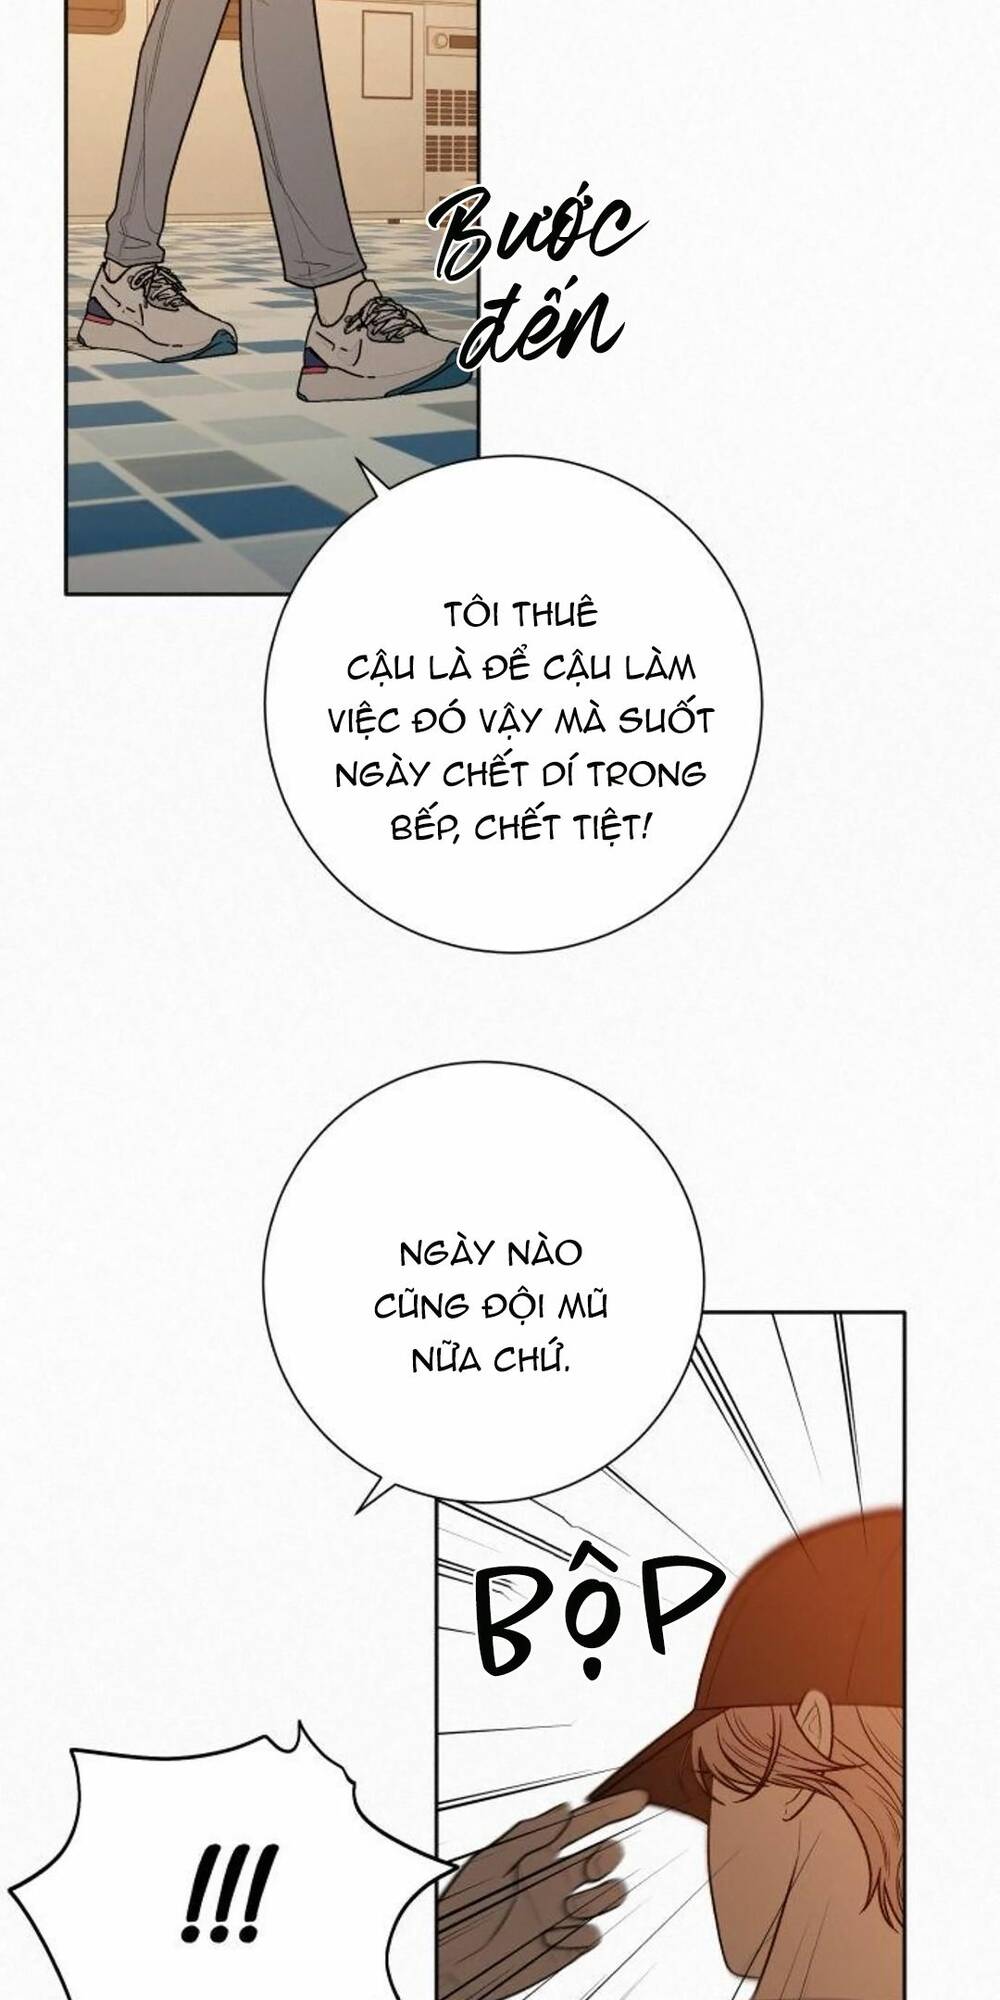 Bước
đến
TÔI THUÊ
CẬU LÀ ĐỂ CẬU LÀM
VIỆC ĐÓ VẬY MÀ SUỐT
NGÀY CHẾT DÍ TRONG
BẾP, CHẾT TIỆT!
NGÀY NÀO
CŨNG ĐỘI MŨ
NỮA CHỨ.
BỘP
!!!